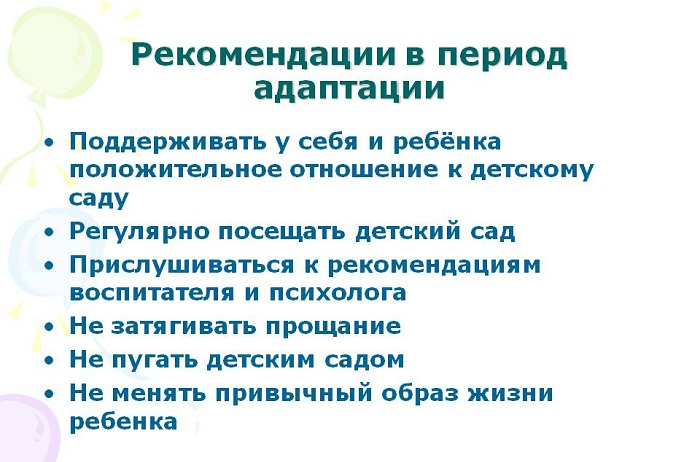 Рекомендации в период
адаптации
• Поддерживать у себя и ребёнка
положительное отношение к детскому
саду
• Регулярно посещать детский сад
• Прислушиваться к рекомендациям
воспитателя и психолога
• Не затягивать прощание
• Не пугать детским садом
• Не менять привычный образ жизни
ребенка